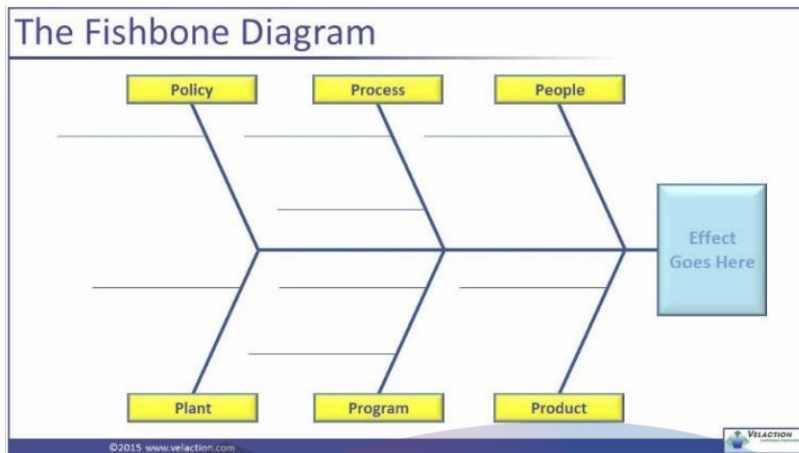 The Fishbone Diagram
Policy
Process
People
Effect
Goes Here
Plant
Program
Product
©2015 www.velaction.com
VELACTION